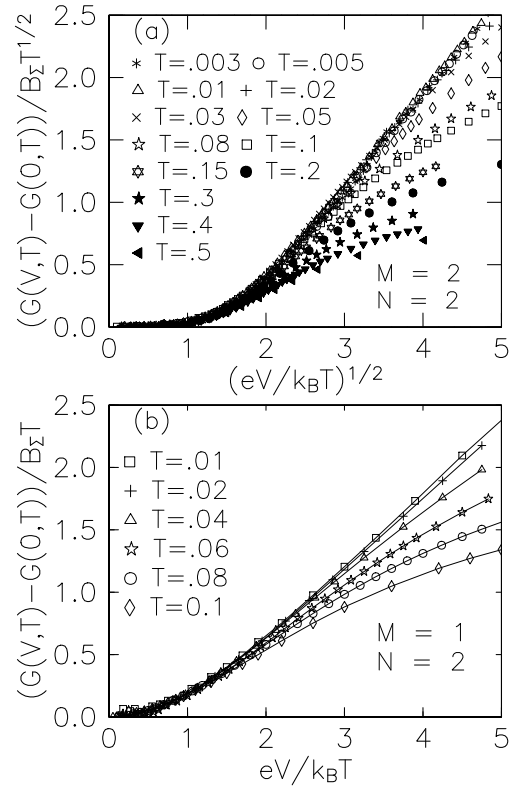 (a)
2.5
2.0
1.5
1.0
0.5
0.0
(G(V,T)−G(0,T))/B_ΣT^{1/2}
T=.003 T=.005
T=.01 T=.02
T=.03 T=.05
T=.08 T=.1
T=.15 T=.2
T=.3
T=.4
T=.5
M = 2
N = 2
0 1 2 3 4 5
(eV/k_BT)^{1/2}
(b)
2.5
2.0
1.5
1.0
0.5
0.0
(G(V,T)−G(0,T))/B_ΣT
T=.01
T=.02
T=.04
T=.06
T=.08
T=0.1
M = 1
N = 2
0 1 2 3 4 5
eV/k_BT